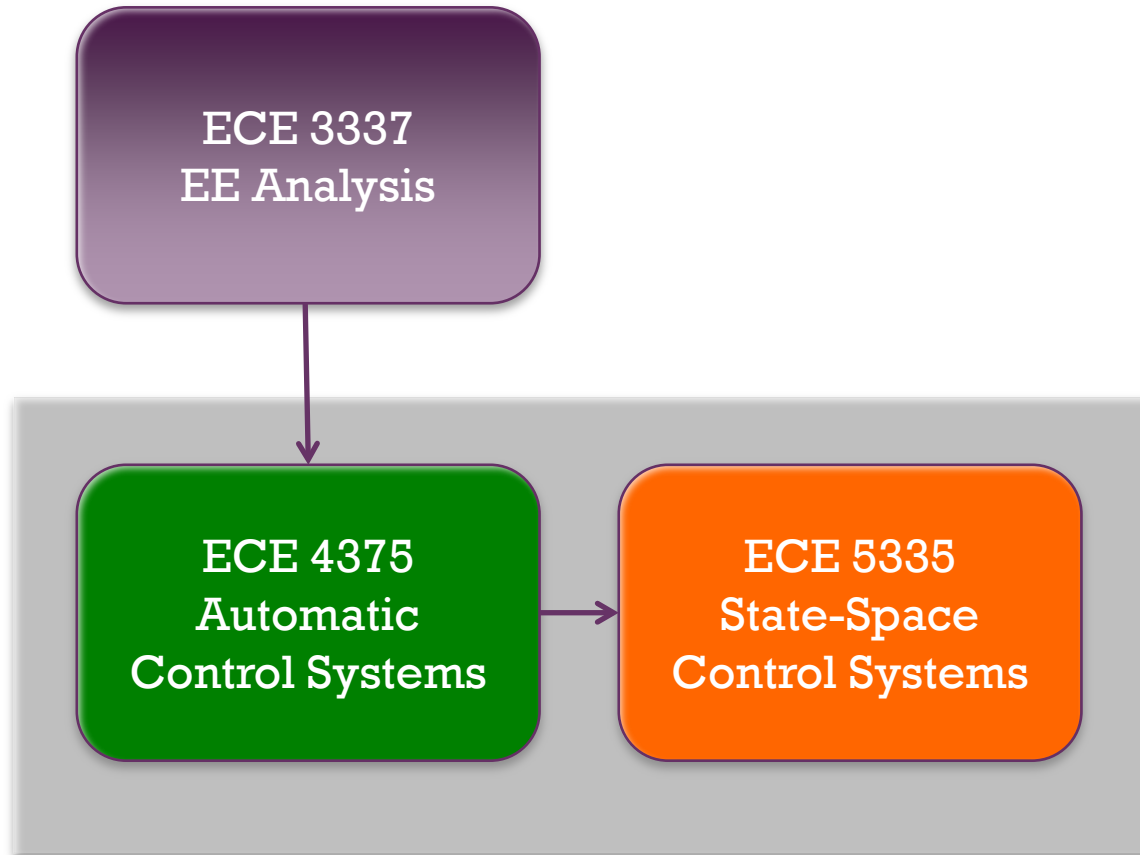 ECE 3337
EE Analysis
ECE 4375
Automatic
Control Systems
ECE 5335
State-Space
Control Systems